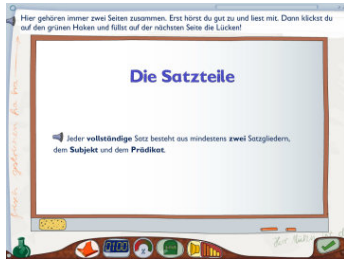 Hier gehören immer zwei Seiten zusammen. Erst hörst du gut zu und liest mit. Dann klickst du
auf den grünen Haken und füllst auf der nächsten Seite die Lücken!
Die Satzteile
Jeder vollständige Satz besteht aus mindestens zwei Satzgliedern,
dem Subjekt und dem Prädikat.